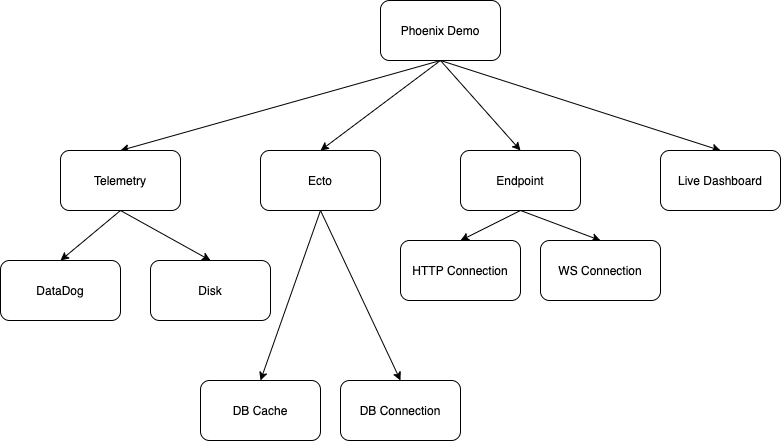 Phoenix Demo
Telemetry
Ecto
Endpoint
Live Dashboard
HTTP Connection
WS Connection
DataDog
Disk
DB Cache
DB Connection